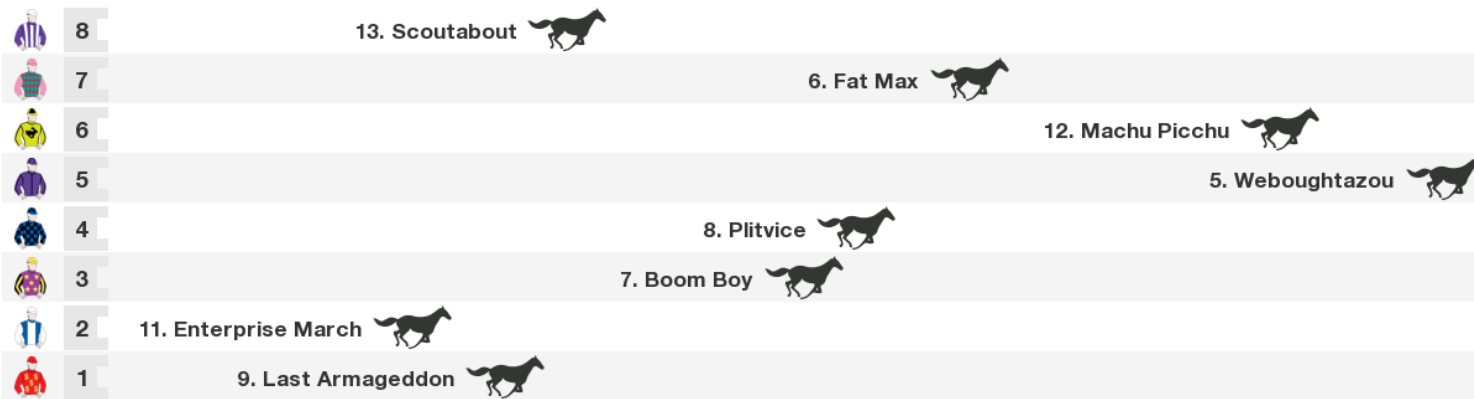 8 13. Scoutabout
7 6. Fat Max
6 12. Machu Picchu
5 5. Weboughtazou
4 8. Plitvice
3 7. Boom Boy
2 11. Enterprise March
1 9. Last Armageddon